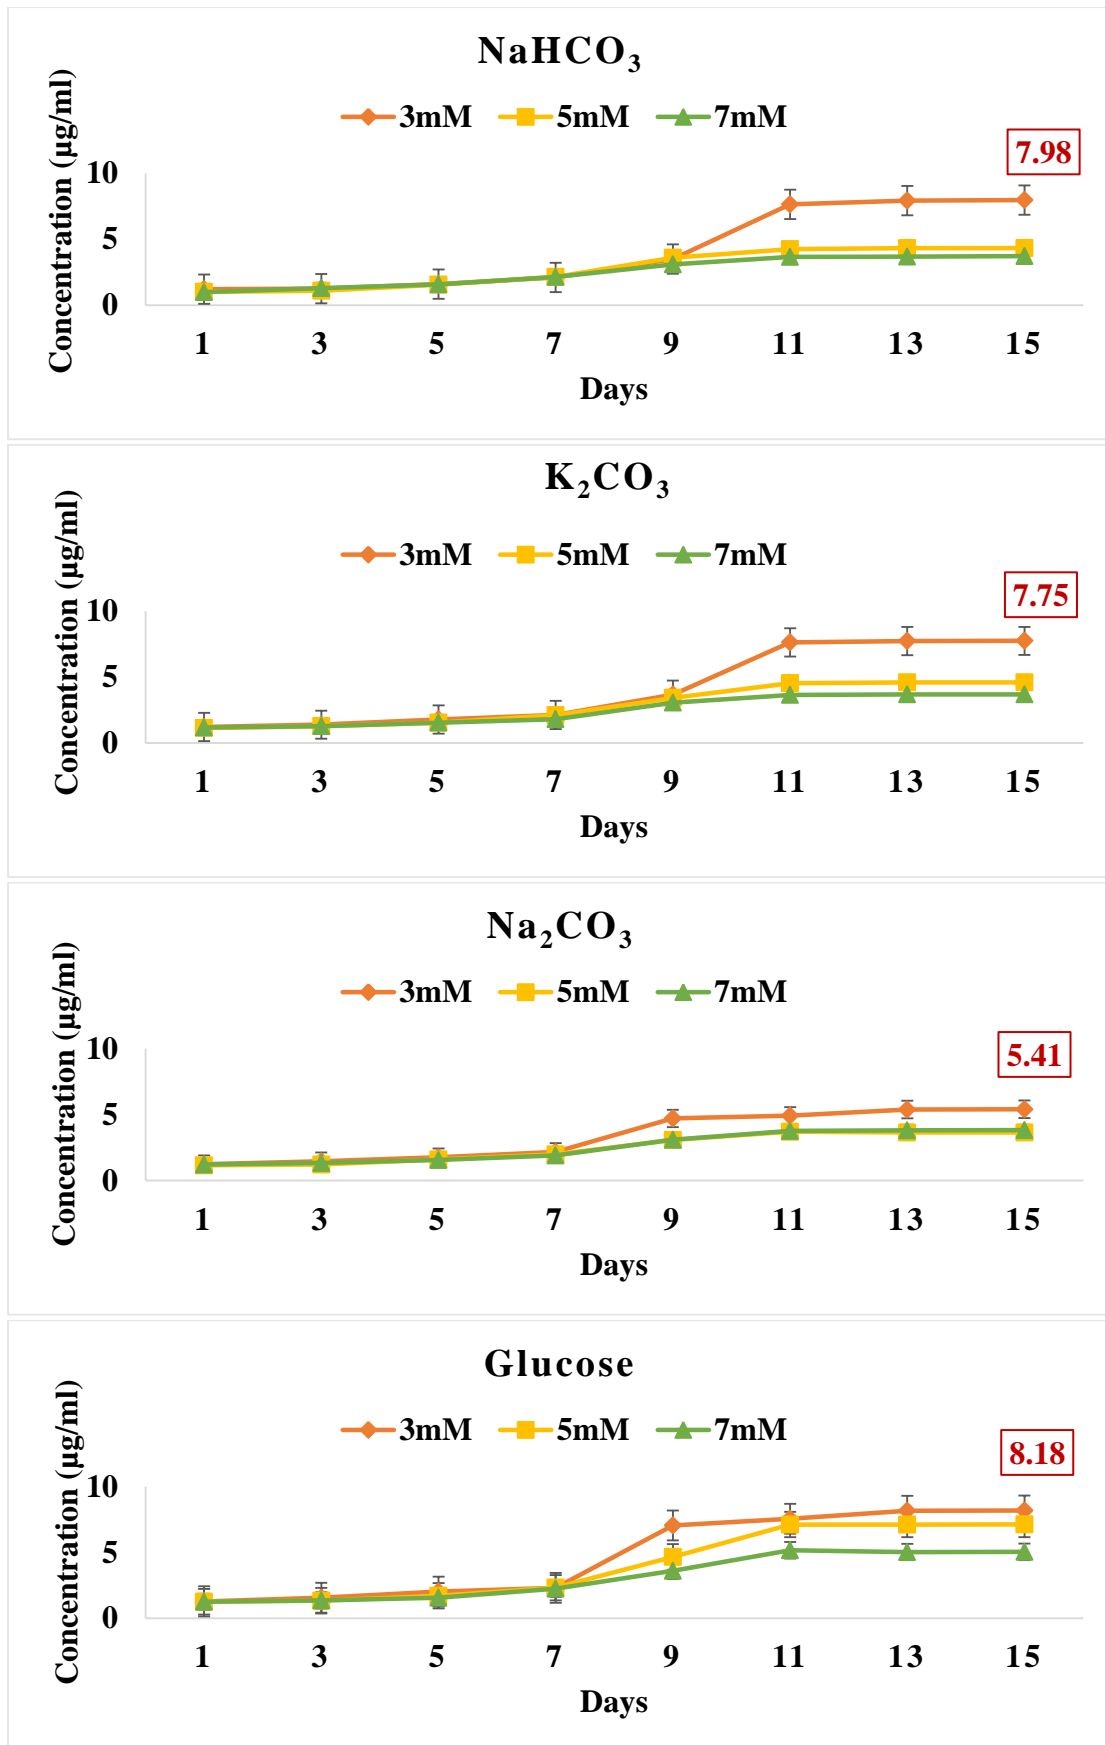 NaHCO₃
3mM 5mM 7mM
7.98
Concentration (µg/ml)
10
5
0
1 3 5 7 9 11 13 15
Days
K₂CO₃
3mM 5mM 7mM
7.75
Concentration (µg/ml)
10
5
0
1 3 5 7 9 11 13 15
Days
Na₂CO₃
3mM 5mM 7mM
5.41
Concentration (µg/ml)
10
5
0
1 3 5 7 9 11 13 15
Days
Glucose
3mM 5mM 7mM
8.18
Concentration (µg/ml)
10
5
0
1 3 5 7 9 11 13 15
Days